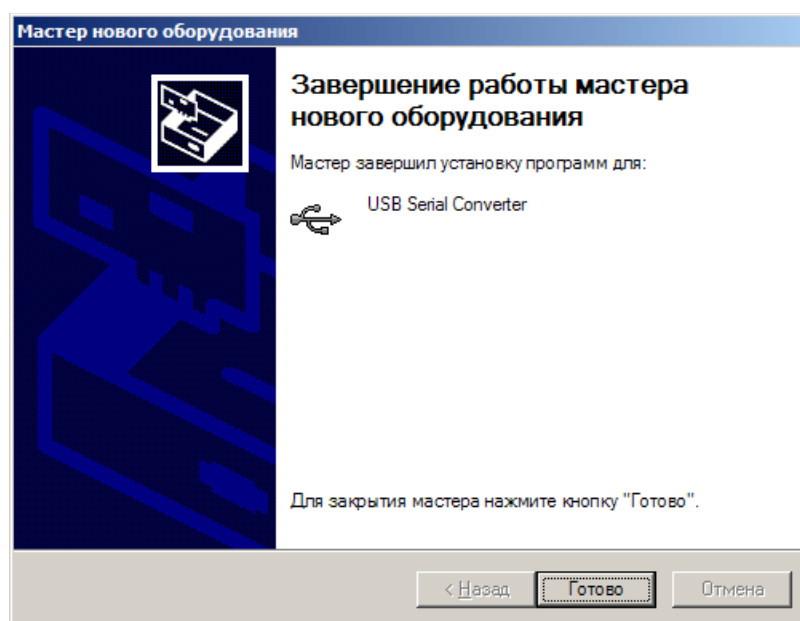 Мастер нового оборудования
Завершение работы мастера
нового оборудования
Мастер завершил установку программ для:
USB Serial Converter
Для закрытия мастера нажмите кнопку "Готово".
< Назад
Готово
Отмена